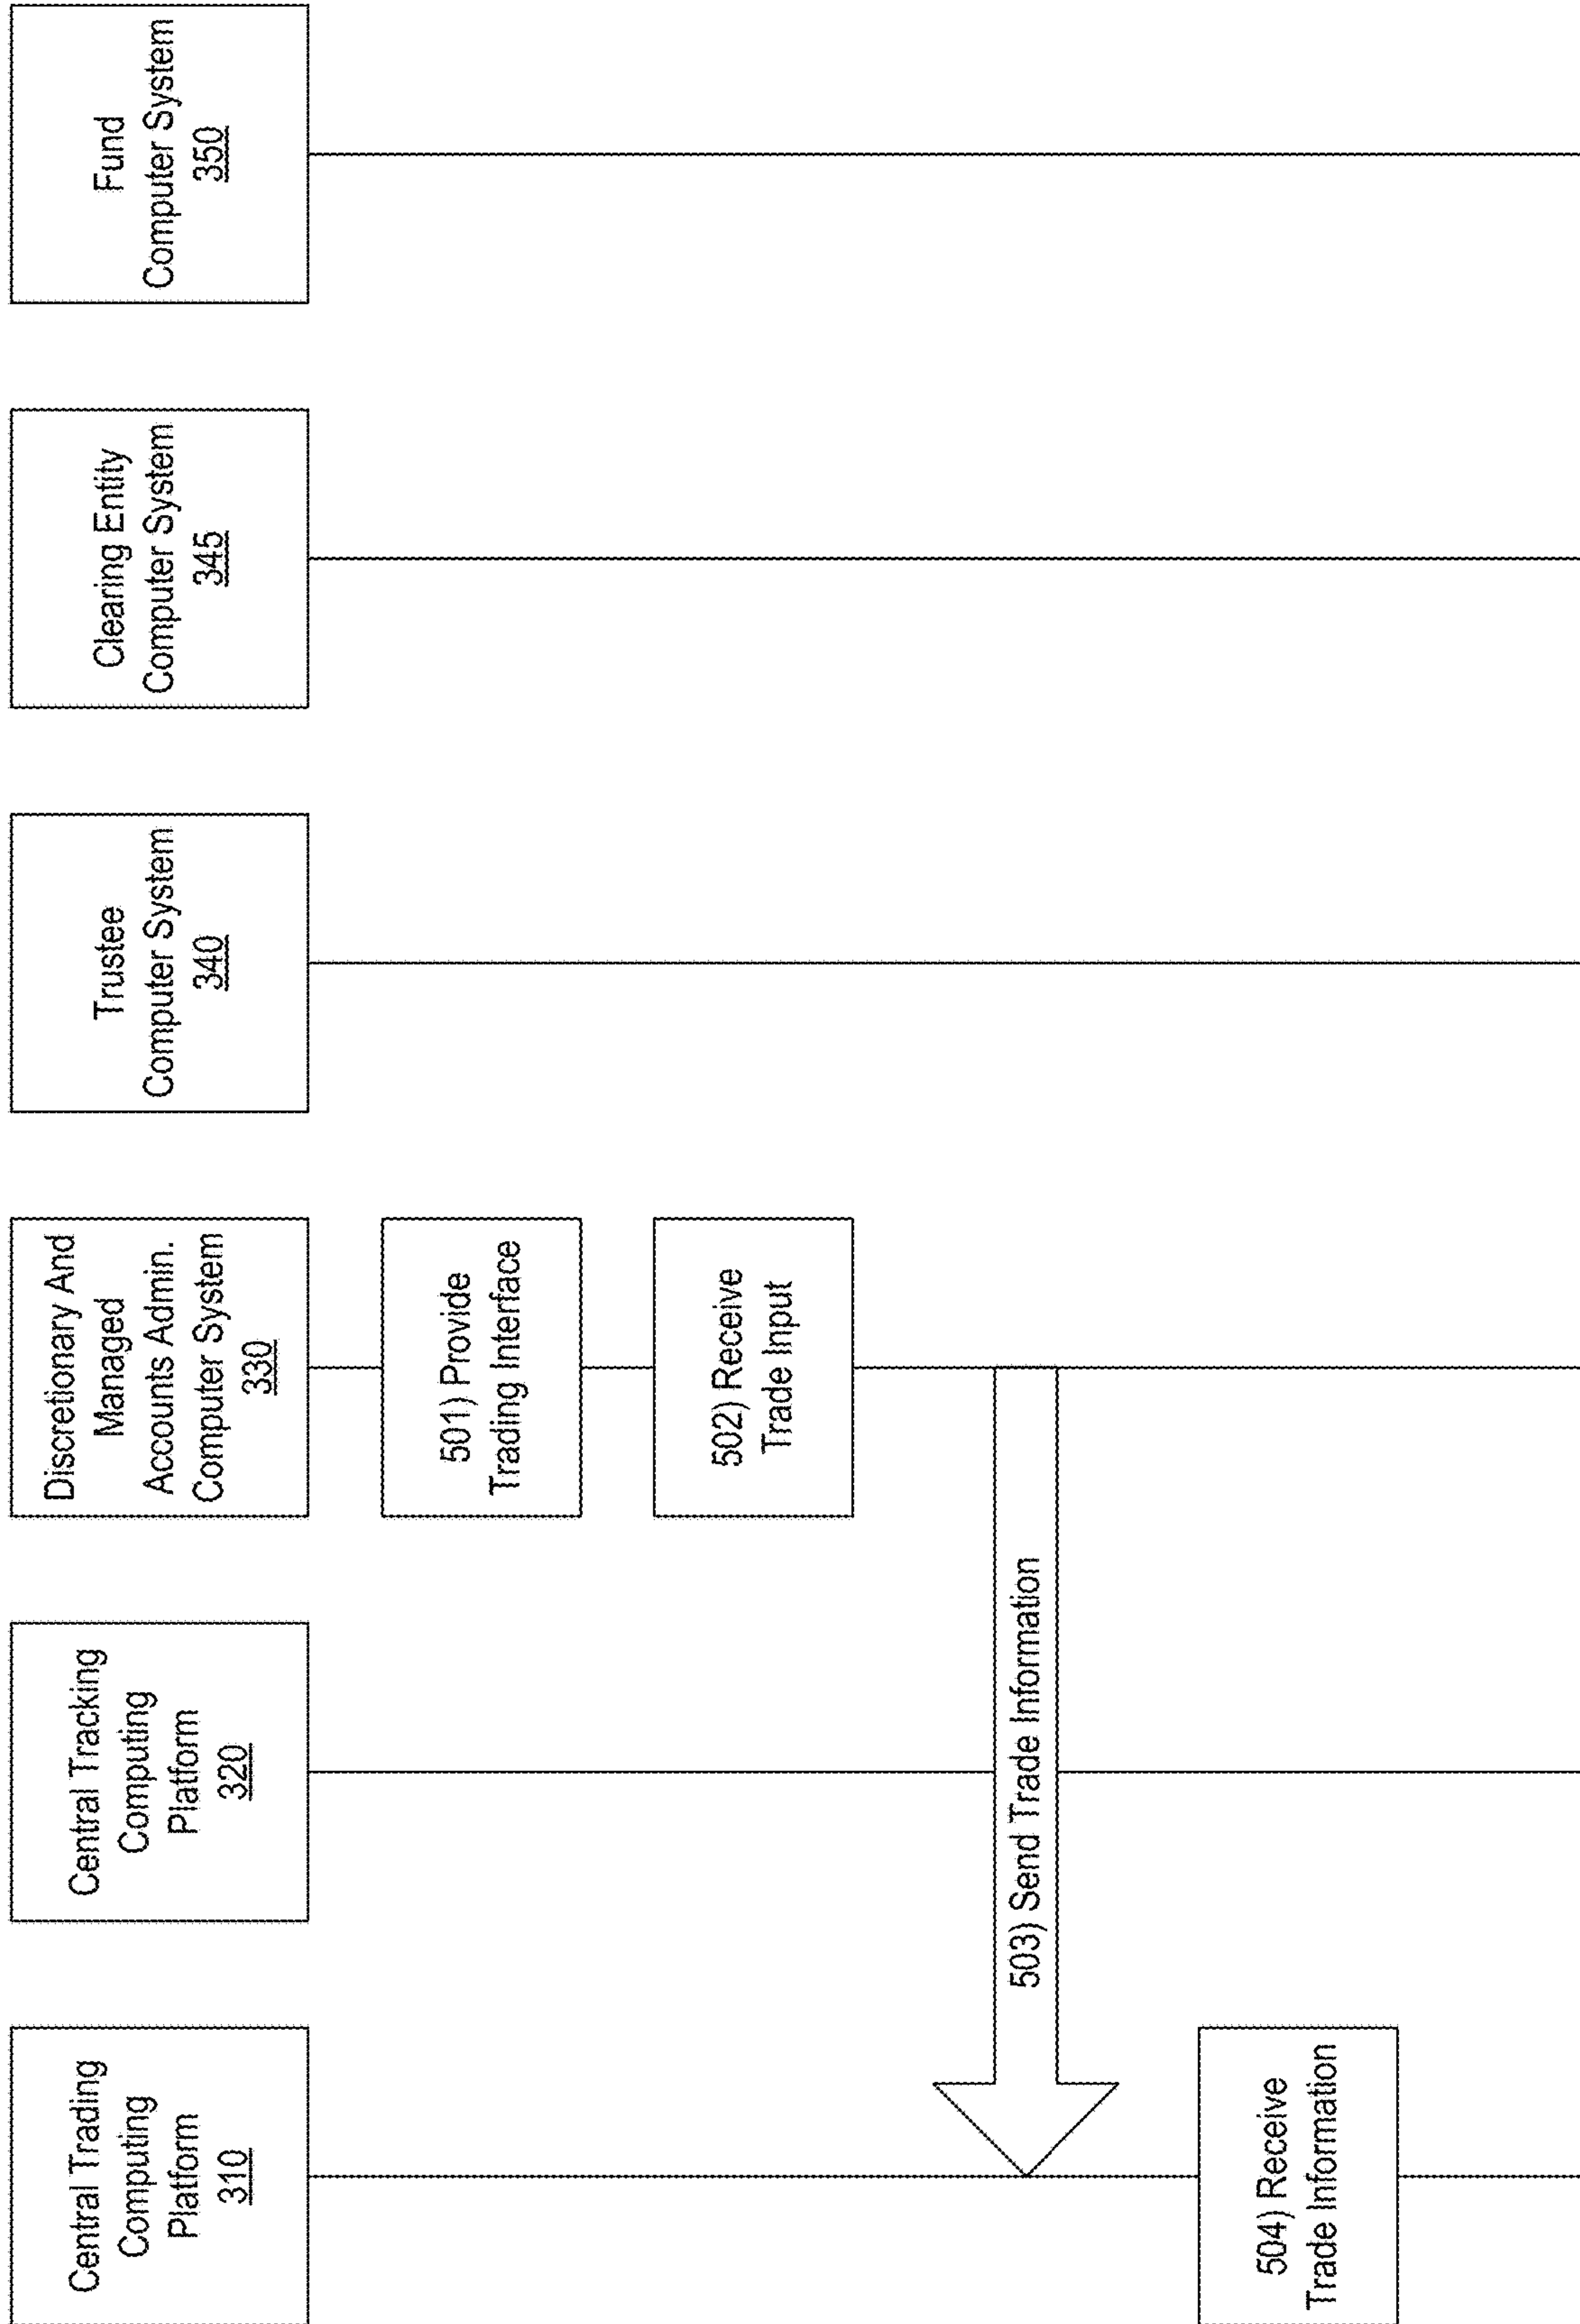 Central Trading
Computing
Platform
310
Central Tracking
Computing
Platform
320
Discretionary And
Managed
Accounts Admin.
Computer System
330
Trustee
Computer System
340
Clearing Entity
Computer System
345
Fund
Computer System
350
501) Provide
Trading Interface
502) Receive
Trade Input
503) Send Trade Information
504) Receive
Trade Information